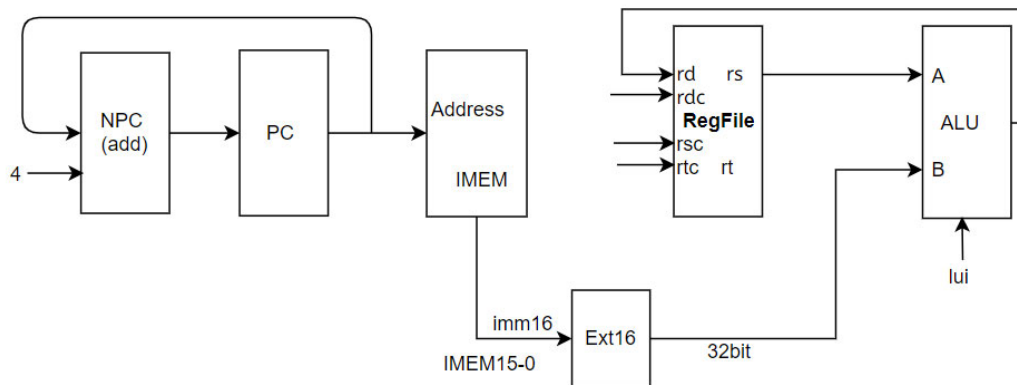 NPC
(add)
4
PC
Address
IMEM
rd rs
rdc
RegFile
rsc
rtc rt
A
ALU
B
lui
imm16
IMEM15-0
Ext16
32bit